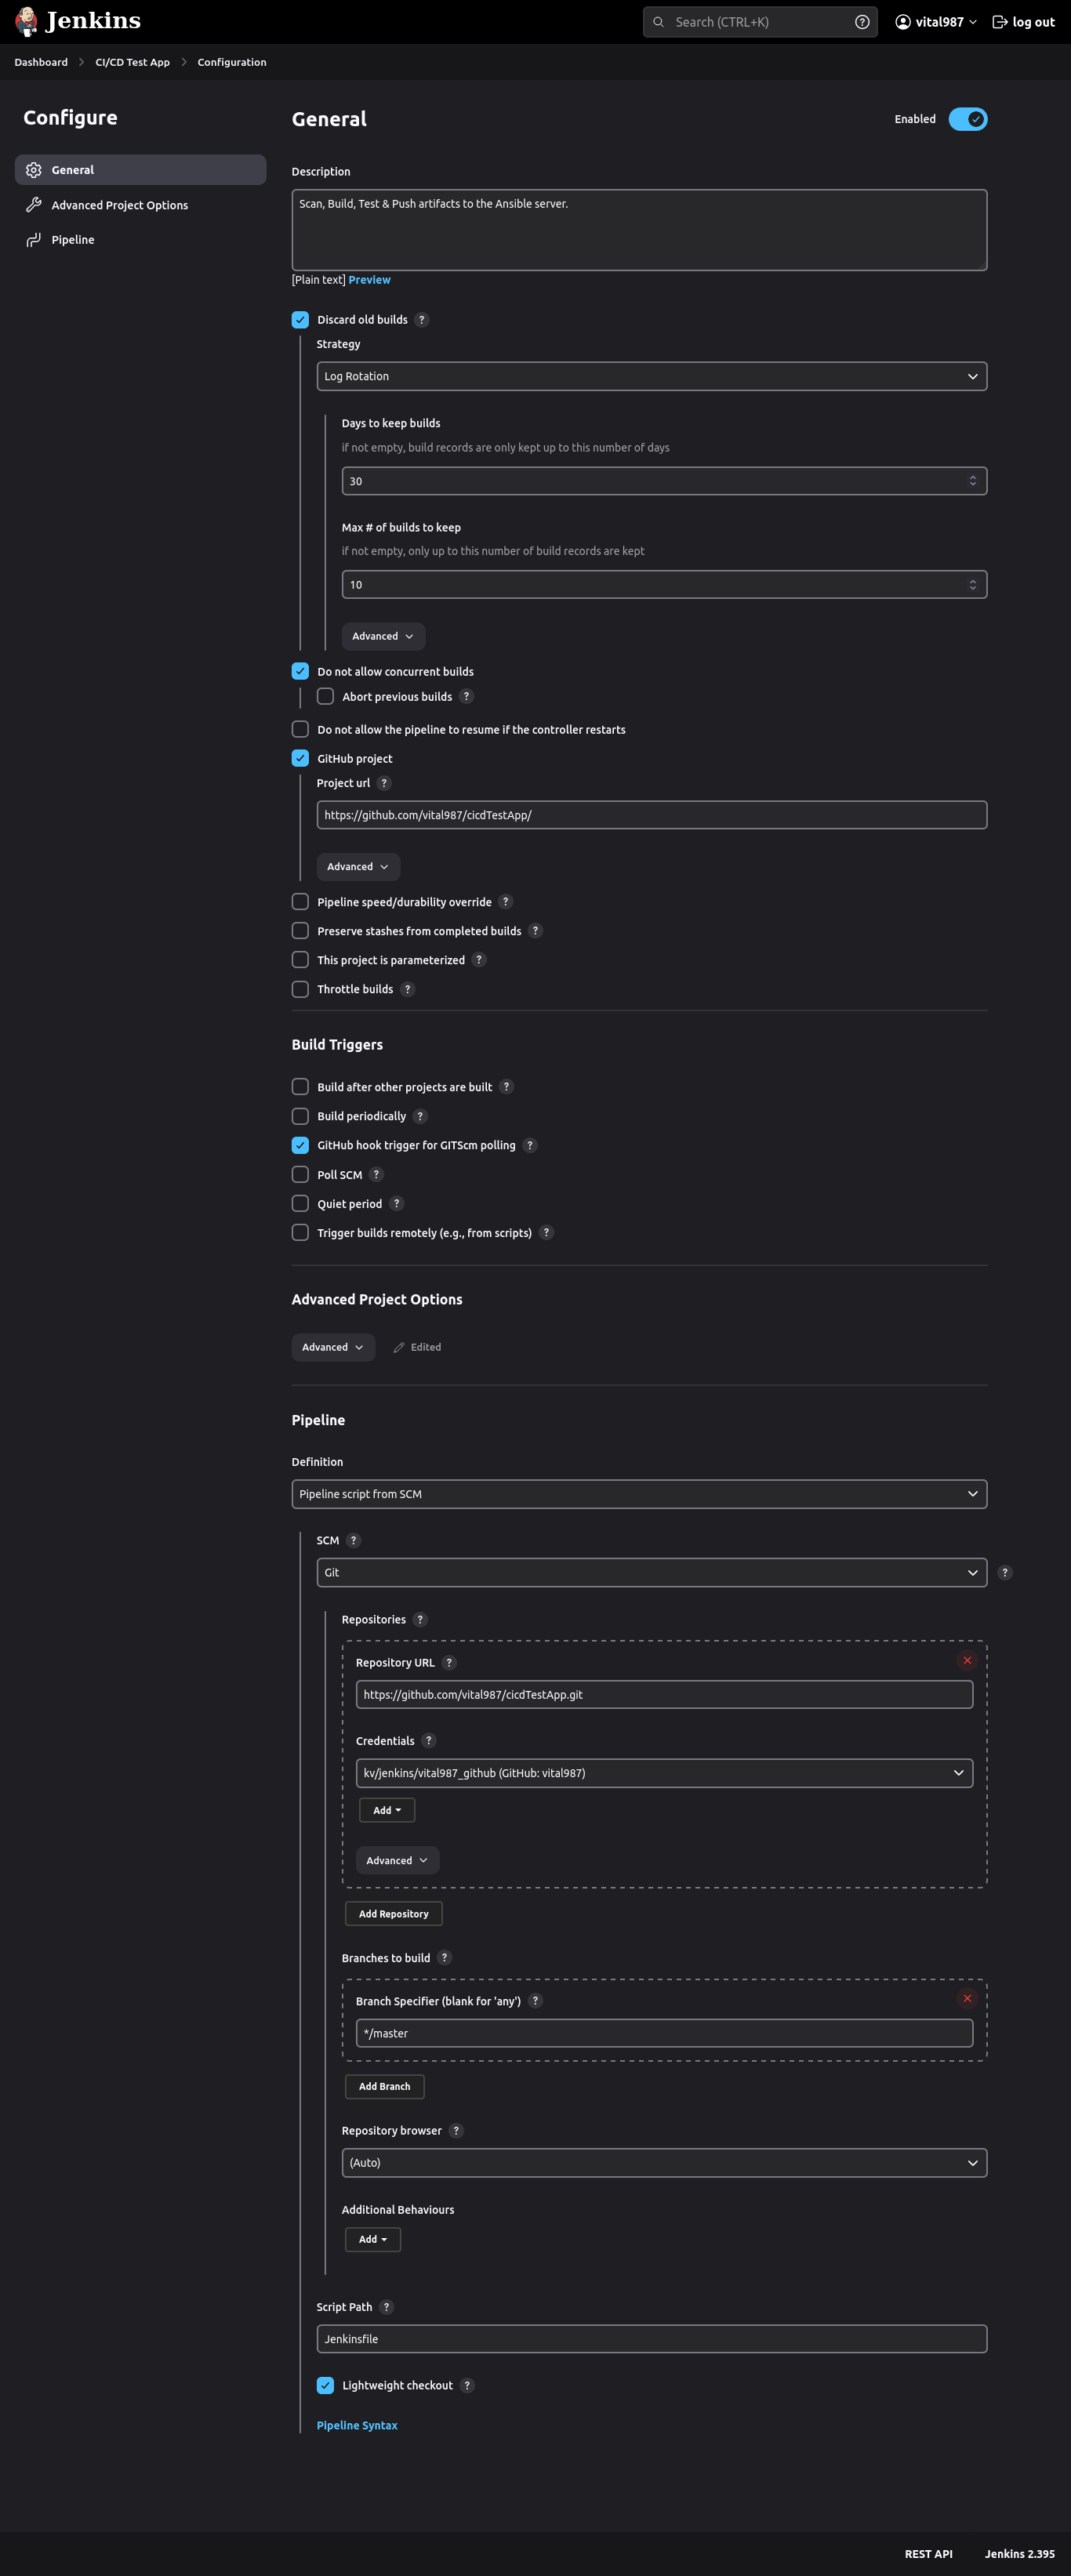 Jenkins
Search (CTRL+K)
?
vital987
log out
Dashboard
CI/CD Test App
Configuration
Configure
General
Advanced Project Options
Pipeline
General
Enabled
Description
Scan, Build, Test & Push artifacts to the Ansible server.
[Plain text] Preview
Discard old builds ?
Strategy
Log Rotation
Days to keep builds
if not empty, build records are only kept up to this number of days
30
Max # of builds to keep
if not empty, only up to this number of build records are kept
10
Advanced
Do not allow concurrent builds
Abort previous builds ?
Do not allow the pipeline to resume if the controller restarts
GitHub project
Project url ?
https://github.com/vital987/cicdTestApp/
Advanced
Pipeline speed/durability override ?
Preserve stashes from completed builds ?
This project is parameterized ?
Throttle builds ?
Build Triggers
Build after other projects are built ?
Build periodically ?
GitHub hook trigger for GITScm polling ?
Poll SCM ?
Quiet period ?
Trigger builds remotely (e.g., from scripts) ?
Advanced Project Options
Advanced
Edited
Pipeline
Definition
Pipeline script from SCM
SCM ?
Git
?
Repositories ?
Repository URL ?
https://github.com/vital987/cicdTestApp.git
Credentials ?
kv/jenkins/vital987_github (GitHub: vital987)
Add
Advanced
Add Repository
Branches to build ?
Branch Specifier (blank for 'any') ?
*/master
Add Branch
Repository browser ?
(Auto)
Additional Behaviours
Add
Script Path ?
Jenkinsfile
Lightweight checkout ?
Pipeline Syntax
REST API
Jenkins 2.395